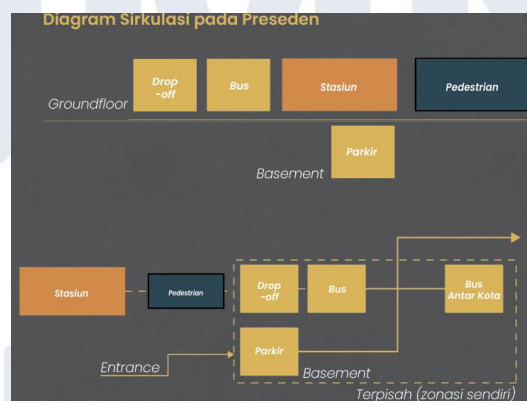 Diagram Sirkulasi pada Preseden
Drop
-off
Bus
Stasiun
Pedestrian
Groundfloor
Parkir
Basement
Stasiun
Pedestrian
Drop
-off
Bus
Bus
Antar Kota
Parkir
Entrance
Basement
Terpisah (zonasi sendiri)